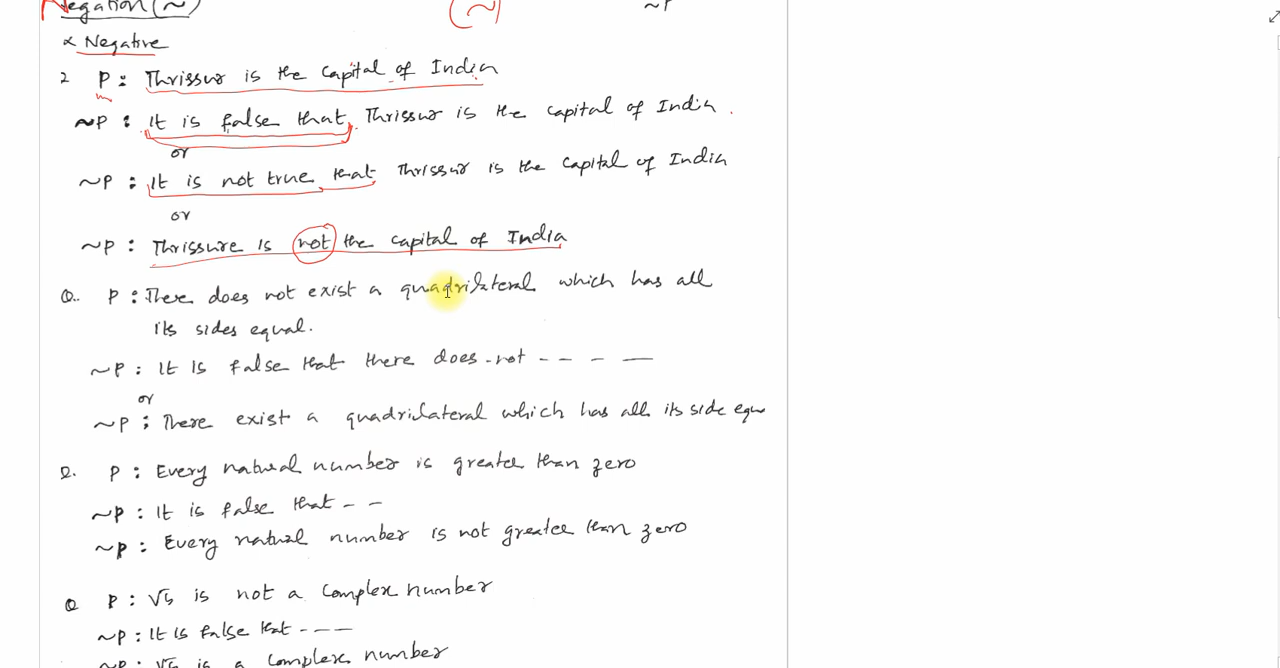 Negation (~)
(~)
~P
∝ Negative
2 P : Thrissur is the capital of India
~P : It is false that Thrissur is the capital of India.
or
~P : It is not true that Thrissur is the capital of India
or
~P : Thrissure is not the capital of India
Q. P : There does not exist a quadrilateral which has all
its sides equal.
~P : It is false that there does not - - - —
or
~P : There exist a quadrilateral which has all its side equ
Q. P : Every natural number is greater than zero
~P : It is false that - -
~P : Every natural number is not greater than zero
Q P : √5 is not a complex number
~P : It is false that - - -
~P : √5 is a complex number